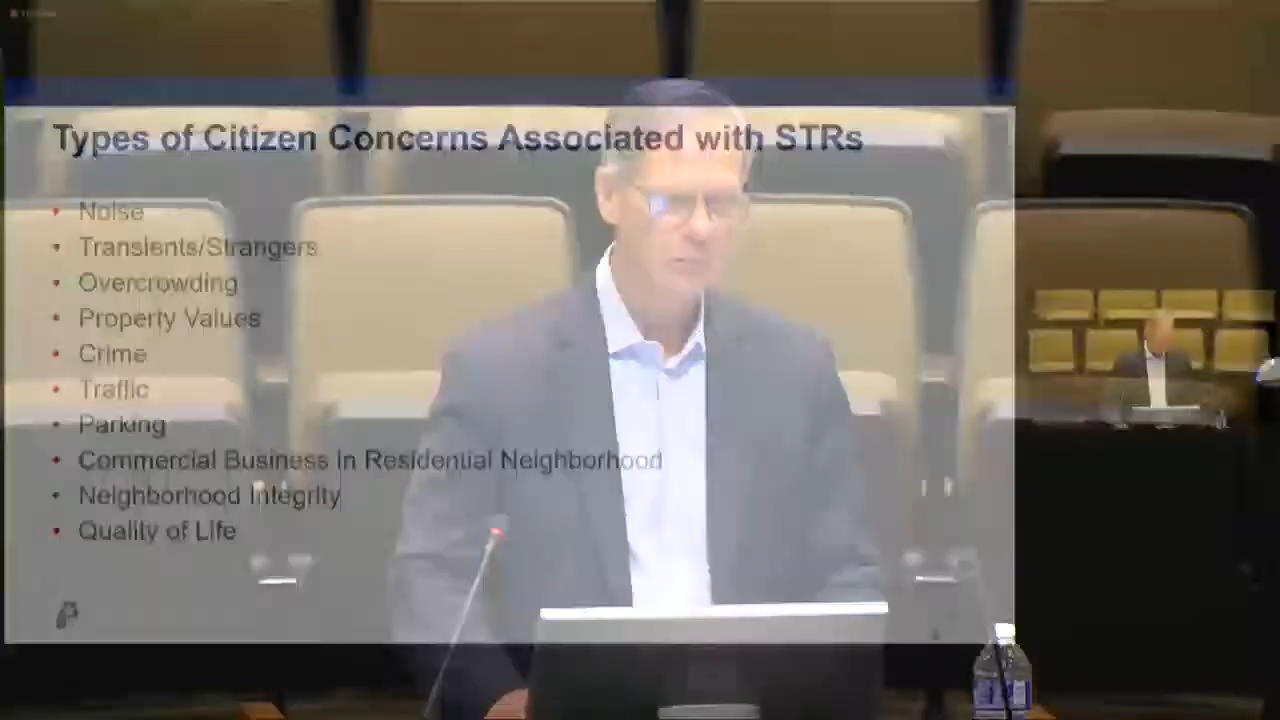 Types of Citizen Concerns Associated with STRs
• Noise
• Transients/Strangers
• Overcrowding
• Property Values
• Crime
• Traffic
• Parking
• Commercial Business in Residential Neighborhood
• Neighborhood Integrity
• Quality of Life